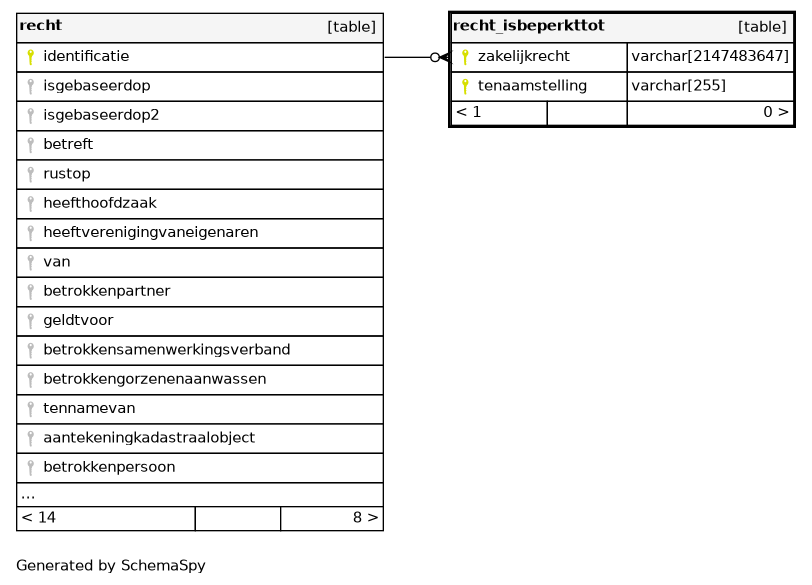 recht [table]
identificatie
isgebaseerdop
isgebaseerdop2
betreft
rustop
heefthoofdzaak
heeftverenigingvaneigenaren
van
betrokkenpartner
geldtvoor
betrokkensamenwerkingsverband
betrokkengorzenenaanwassen
tennamevan
aantekeningkadastraalobject
betrokkenpersoon
...
< 14 8 >
recht_isbeperkttot [table]
zakelijkrecht varchar[2147483647]
tenaamstelling varchar[255]
< 1 0 >
Generated by SchemaSpy